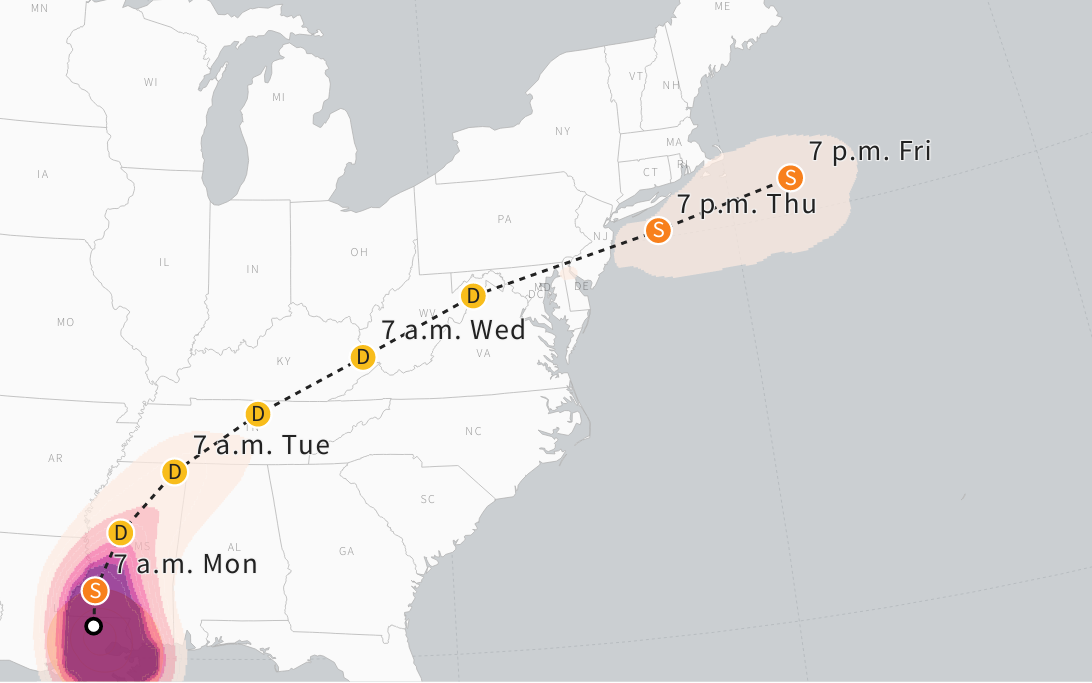 MN
ME
WI
VT
NH
MI
NY
MA
7 p.m. Fri
RI
IA
CT
7 p.m. Thu
PA
NJ
OH
IL
IN
MD
DE
DC
D
S
S
WV
MO
7 a.m. Wed
VA
D
KY
D
TN
NC
7 a.m. Tue
AR
D
SC
D
MS
AL
GA
7 a.m. Mon
S